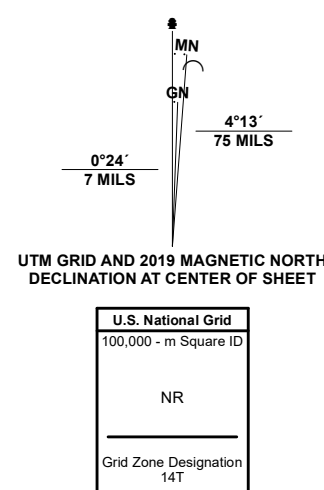 MN
GN
4°13´
75 MILS
0°24´
7 MILS
UTM GRID AND 2019 MAGNETIC NORTH
DECLINATION AT CENTER OF SHEET
U.S. National Grid
100,000 - m Square ID
NR
Grid Zone Designation
14T